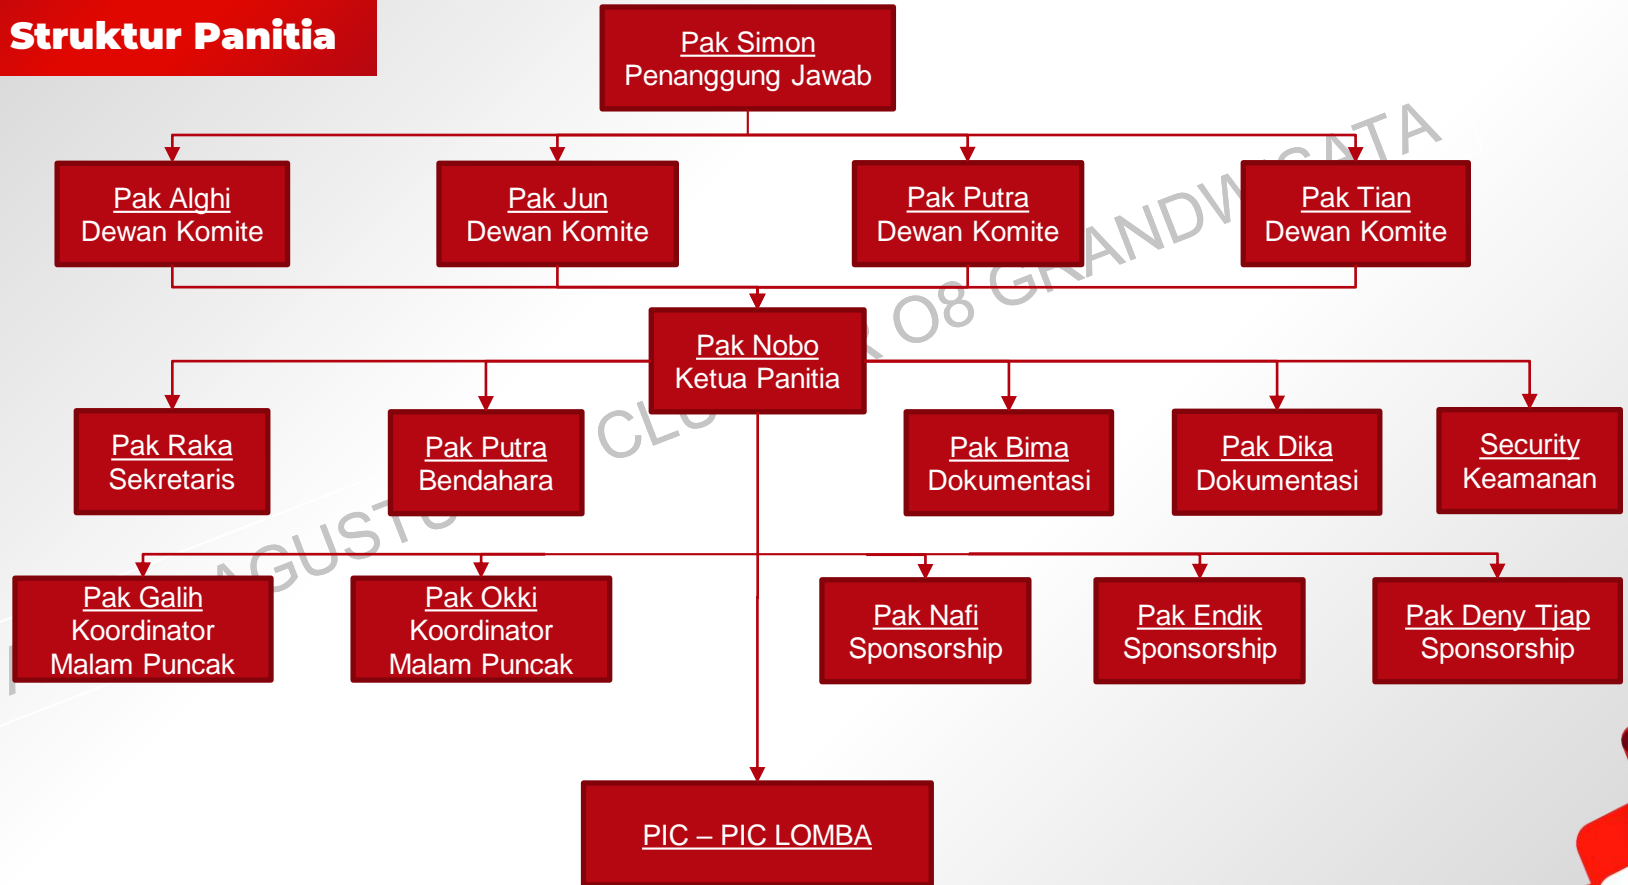 Struktur Panitia
Pak Simon
Penanggung Jawab
Pak Alghi
Dewan Komite
Pak Jun
Dewan Komite
Pak Putra
Dewan Komite
Pak Tian
Dewan Komite
Pak Nobo
Ketua Panitia
Pak Raka
Sekretaris
Pak Putra
Bendahara
Pak Bima
Dokumentasi
Pak Dika
Dokumentasi
Security
Keamanan
Pak Galih
Koordinator
Malam Puncak
Pak Okki
Koordinator
Malam Puncak
Pak Nafi
Sponsorship
Pak Endik
Sponsorship
Pak Deny Tjap
Sponsorship
PIC – PIC LOMBA
O8